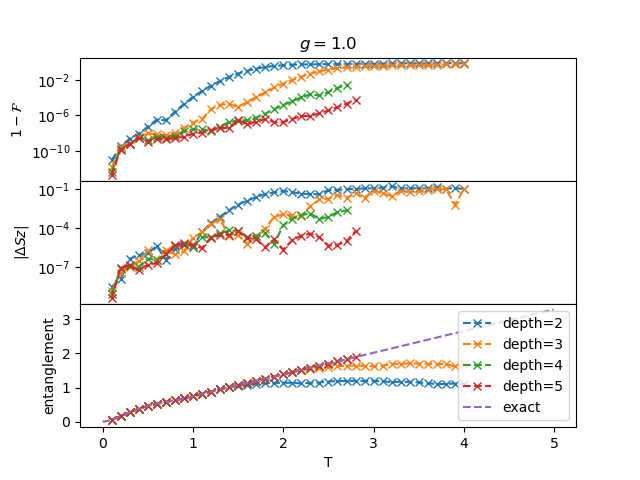 g = 1.0
1 − ℱ
10⁻²
10⁻⁶
10⁻¹⁰
|ΔSz|
10⁻¹
10⁻⁴
10⁻⁷
entanglement
3
2
1
0
depth=2
depth=3
depth=4
depth=5
exact
0 1 2 3 4 5
T